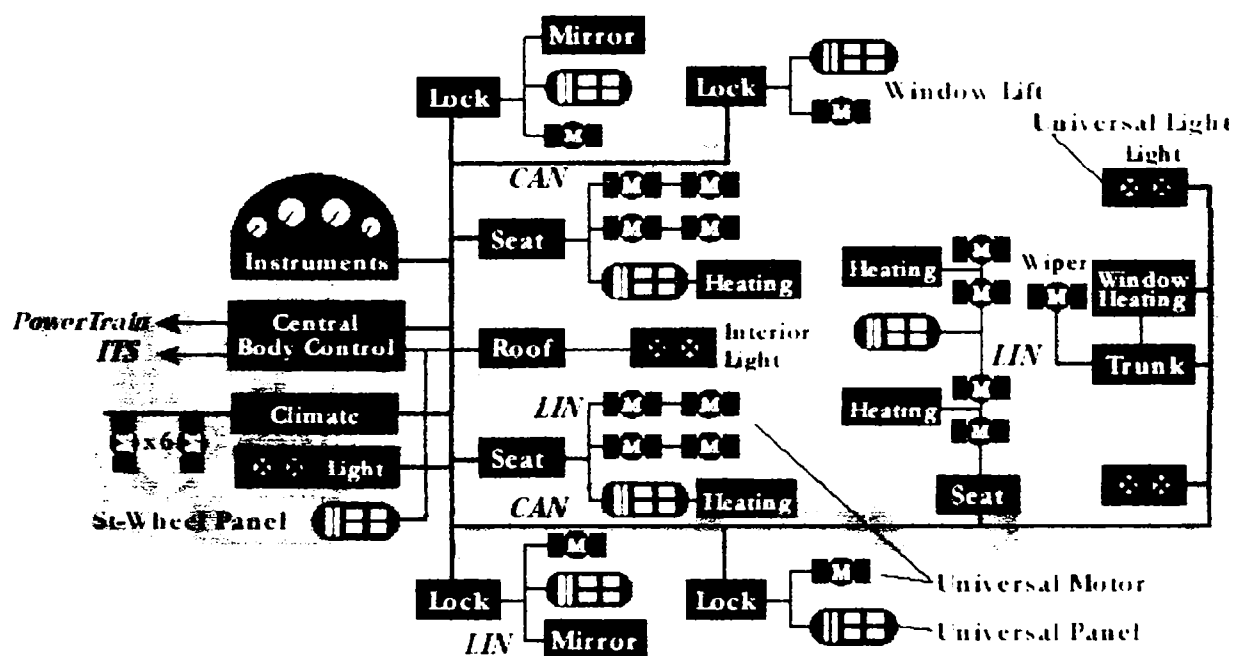 Mirror
Lock
M
Lock
Window Lift
M
Universal Light
Light
CAN
M M
Seat
M M
Heating
Instruments
Heating
M
M
Wiper
M
Window
Heating
PowerTrain
ITS
Central
Body Control
Roof
Interior
Light
LIN
Trunk
Climate
LIN
M M
M
Heating
M
M x6 M
Light
Seat
M M
CAN
Heating
Seat
St-Wheel Panel
M
Lock
LIN
Mirror
Lock
M
Universal Motor
Universal Panel